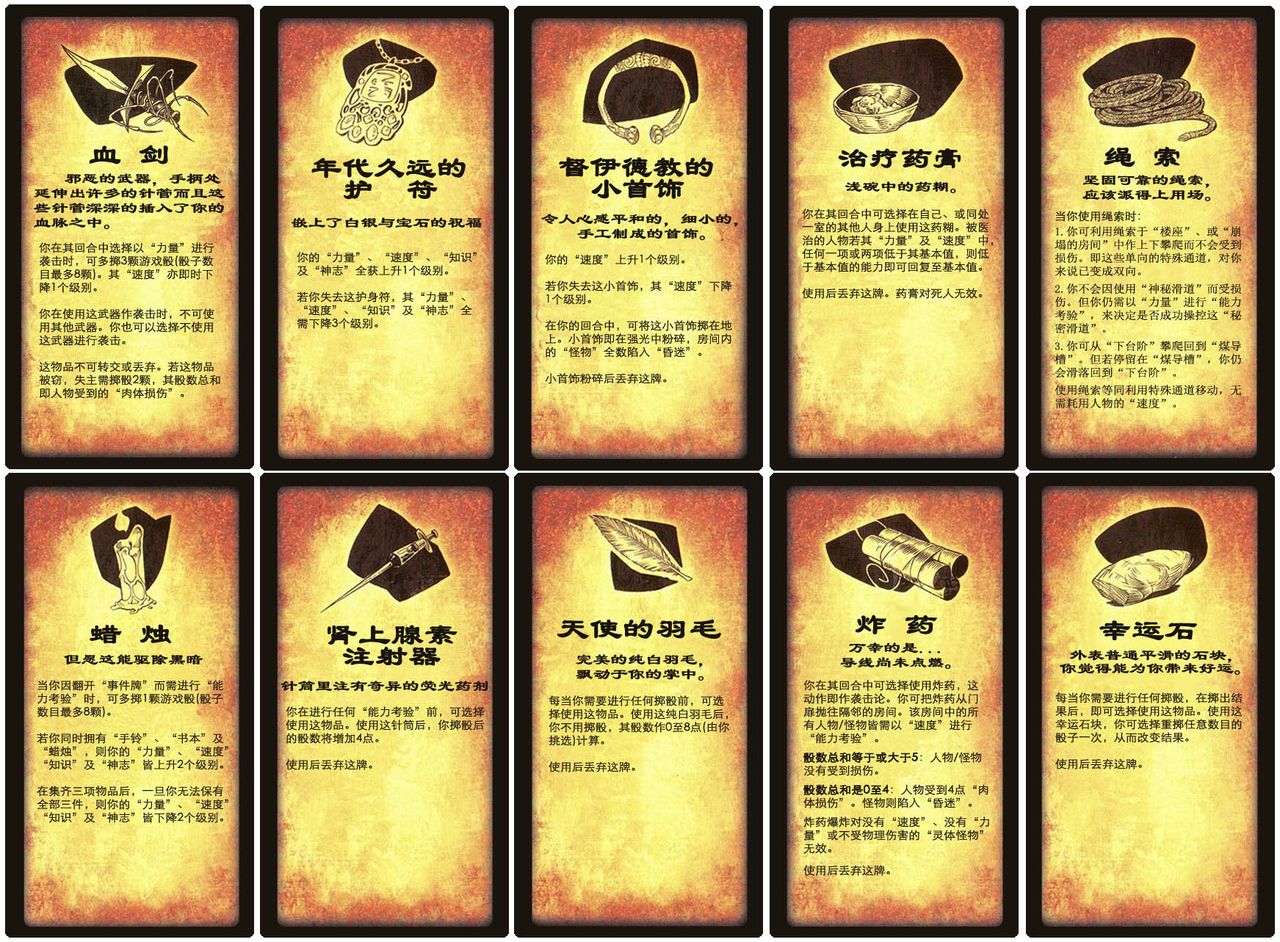 血 剑
邪恶的武器，手柄处
延伸出许多的针管而且这
些针管深深的插入了你的
血脉之中。
你在其回合中选择以“力量”进行
袭击时，可多掷3颗游戏骰(骰子数
目最多8颗)。其“速度”亦即时下
降1个级别。
你在使用这武器作袭击时，不可使
用其他武器。你也可以选择不使用
这武器进行袭击。
这物品不可转交或丢弃。若这物品
被窃，失主需掷骰2颗，其骰数总和
即人物受到的“肉体损伤”。
年代久远的
护 符
嵌上了白银与宝石的祝福
你的“力量”、“速度”、“知识”
及“神志”全获上升1个级别。
若你失去这护身符，其“力量”、
“速度”、“知识”及“神志”全
需下降3个级别。
督伊德教的
小首饰
令人心感平和的，细小的，
手工制成的首饰。
你的“速度”上升1个级别。
若你失去这小首饰，其“速度”下降
1个级别。
在你的回合中，可将这小首饰掷在地
上。小首饰即在强光中粉碎，房间内
的“怪物”全数陷入“昏迷”。
小首饰粉碎后丢弃这牌。
治疗药膏
浅碗中的药糊。
你在其回合中可选择在自己、或同处
一室的其他人身上使用这药糊。被医
治的人物若其“力量”及“速度”中，
任何一项或两项低于其基本值，则低
于基本值的能力即可回复至基本值。
使用后丢弃这牌。药膏对死人无效。
绳 索
坚固可靠的绳索，
应该派得上用场。
当你使用绳索时：
1. 你可利用绳索于“楼座”、或“崩
塌的房间”中作上下攀爬而不会受到
损伤。即这些单向的特殊通道，对你
来说已变成双向。
2. 你不会因使用“神秘滑道”而受损
伤。但你仍需以“力量”进行“能力
考验”，来决定是否成功操控这“秘
密滑道”。
3. 你可从“下台阶”攀爬回到“煤导
槽”。但若停留在“煤导槽”，你仍
会滑落回到“下台阶”。
使用绳索等同利用特殊通道移动，无
需耗用人物的“速度”。
蜡 烛
但愿这能驱除黑暗
当你因翻开“事件牌”而需进行“能
力考验”时，可多掷1颗游戏骰(骰子
数目最多8颗)。
若你同时拥有“手铃”、“书本”及
“蜡烛”，则你的“力量”、“速度”
“知识”及“神志”皆上升2个级别。
在集齐三项物品后，一旦你无法保有
全部三件，则你的“力量”、“速度”
“知识”及“神志”皆下降2个级别。
肾上腺素
注射器
针筒里注有奇异的荧光药剂
你在进行任何“能力考验”前，可选择
使用这物品。使用这针筒后，你掷骰后
的骰数将增加4点。
使用后丢弃这牌。
天使的羽毛
完美的纯白羽毛，
飘动于你的掌中。
每当你需要进行任何掷骰前，可选
择使用这物品。使用这纯白羽毛后，
你不用掷骰，其骰数作0至8点(由你
挑选)计算。
使用后丢弃这牌。
炸 药
万幸的是...
导线尚未点燃。
你在其回合中可选择使用炸药，这
动作即作袭击论。你可把炸药从门
扉抛往隔邻的房间。该房间中的所
有人物/怪物皆需以“速度”进行
“能力考验”。
骰数总和等于或大于5：人物/怪物
没有受到损伤。
骰数总和是0至4：人物受到4点“肉
体损伤”。怪物则陷入“昏迷”。
炸药爆炸对没有“速度”、没有“力
量”或不受物理伤害的“灵体怪物”
无效。
使用后丢弃这牌。
幸运石
外表普通平滑的石块，
你觉得能为你带来好运。
每当你需要进行任何掷骰，在掷出结
果后，即可选择使用这物品。使用这
幸运石块，你可选择重掷任意数目的
骰子一次，从而改变结果。
使用后丢弃这牌。